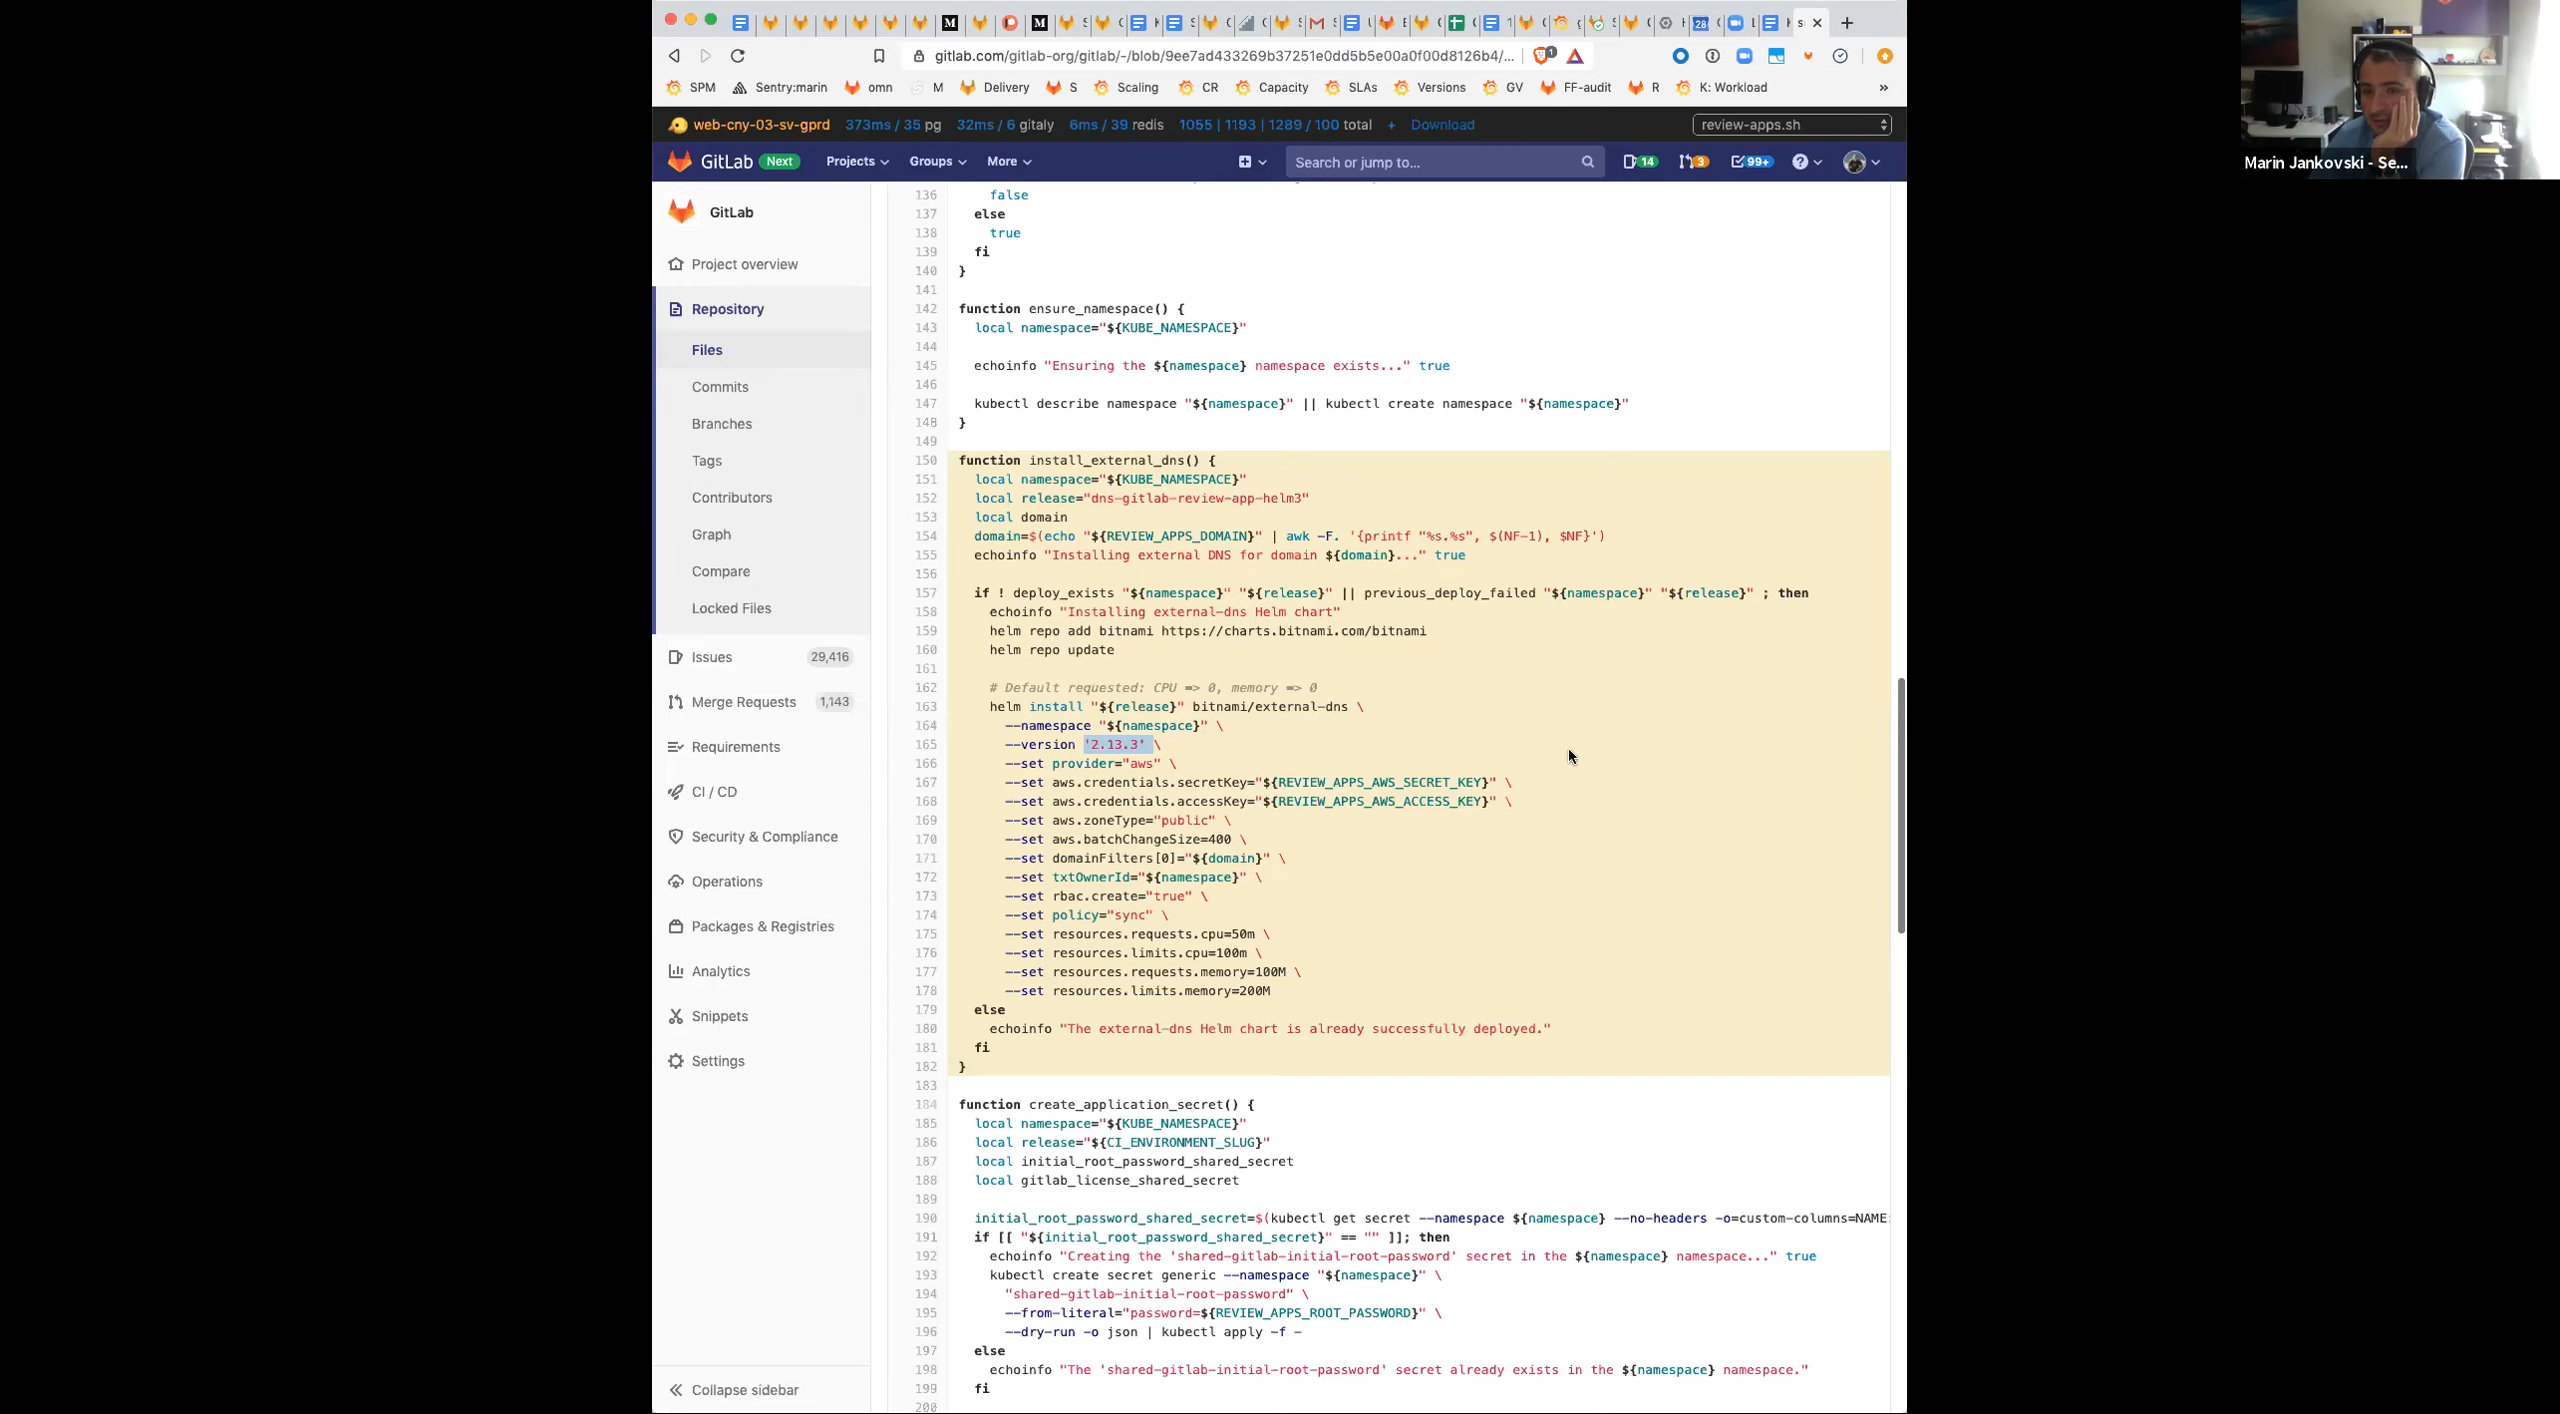 s
gitlab.com/gitlab-org/gitlab/-/blob/9ee7ad433269b37251e0dd5b5e00a0f00d8126b4/...
SPM
Sentry:marin
omn
M
Delivery
S
Scaling
CR
Capacity
SLAs
Versions
GV
FF-audit
R
K: Workload
»
web-cny-03-sv-gprd 373ms / 35 pg 32ms / 6 gitaly 6ms / 39 redis 1055 | 1193 | 1289 / 100 total + Download
review-apps.sh
GitLab Next Projects Groups More
Search or jump to...
14 3 99+
GitLab
Project overview
Repository
Files
Commits
Branches
Tags
Contributors
Graph
Compare
Locked Files
Issues 29,416
Merge Requests 1,143
Requirements
CI / CD
Security & Compliance
Operations
Packages & Registries
Analytics
Snippets
Settings
Collapse sidebar
136 false
137 else
138 true
139 fi
140 }
141
142 function ensure_namespace() {
143 local namespace="${KUBE_NAMESPACE}"
144
145 echoinfo "Ensuring the ${namespace} namespace exists..." true
146
147 kubectl describe namespace "${namespace}" || kubectl create namespace "${namespace}"
148 }
149
150 function install_external_dns() {
151 local namespace="${KUBE_NAMESPACE}"
152 local release="dns-gitlab-review-app-helm3"
153 local domain
154 domain=$(echo "${REVIEW_APPS_DOMAIN}" | awk -F. '{printf "%s.%s", $(NF-1), $NF}')
155 echoinfo "Installing external DNS for domain ${domain}..." true
156
157 if ! deploy_exists "${namespace}" "${release}" || previous_deploy_failed "${namespace}" "${release}" ; then
158 echoinfo "Installing external-dns Helm chart"
159 helm repo add bitnami https://charts.bitnami.com/bitnami
160 helm repo update
161
162 # Default requested: CPU => 0, memory => 0
163 helm install "${release}" bitnami/external-dns \
164 --namespace "${namespace}" \
165 --version '2.13.3' \
166 --set provider="aws" \
167 --set aws.credentials.secretKey="${REVIEW_APPS_AWS_SECRET_KEY}" \
168 --set aws.credentials.accessKey="${REVIEW_APPS_AWS_ACCESS_KEY}" \
169 --set aws.zoneType="public" \
170 --set aws.batchChangeSize=400 \
171 --set domainFilters[0]="${domain}" \
172 --set txtOwnerId="${namespace}" \
173 --set rbac.create="true" \
174 --set policy="sync" \
175 --set resources.requests.cpu=50m \
176 --set resources.limits.cpu=100m \
177 --set resources.requests.memory=100M \
178 --set resources.limits.memory=200M
179 else
180 echoinfo "The external-dns Helm chart is already successfully deployed."
181 fi
182 }
183
184 function create_application_secret() {
185 local namespace="${KUBE_NAMESPACE}"
186 local release="${CI_ENVIRONMENT_SLUG}"
187 local initial_root_password_shared_secret
188 local gitlab_license_shared_secret
189
190 initial_root_password_shared_secret=$(kubectl get secret --namespace ${namespace} --no-headers -o=custom-columns=NAME:
191 if [[ "${initial_root_password_shared_secret}" == "" ]]; then
192 echoinfo "Creating the 'shared-gitlab-initial-root-password' secret in the ${namespace} namespace..." true
193 kubectl create secret generic --namespace "${namespace}" \
194 "shared-gitlab-initial-root-password" \
195 --from-literal="password=${REVIEW_APPS_ROOT_PASSWORD}" \
196 --dry-run -o json | kubectl apply -f -
197 else
198 echoinfo "The 'shared-gitlab-initial-root-password' secret already exists in the ${namespace} namespace."
199 fi
200
Marin Jankovski - Se...